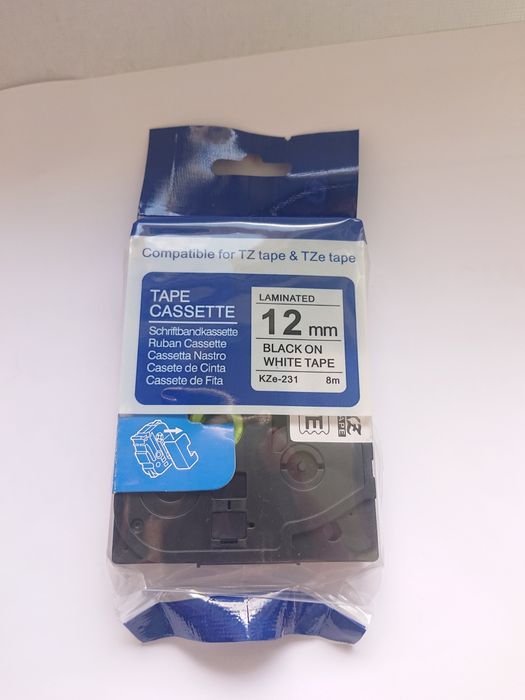 Compatible for TZ tape & TZe tape
TAPE
CASSETTE
Schriftbandkassette
Ruban Cassette
Cassetta Nastro
Casete de Cinta
Cassete de Fita
LAMINATED
12 mm
BLACK ON
WHITE TAPE
KZe-231 8m
E
TAPE